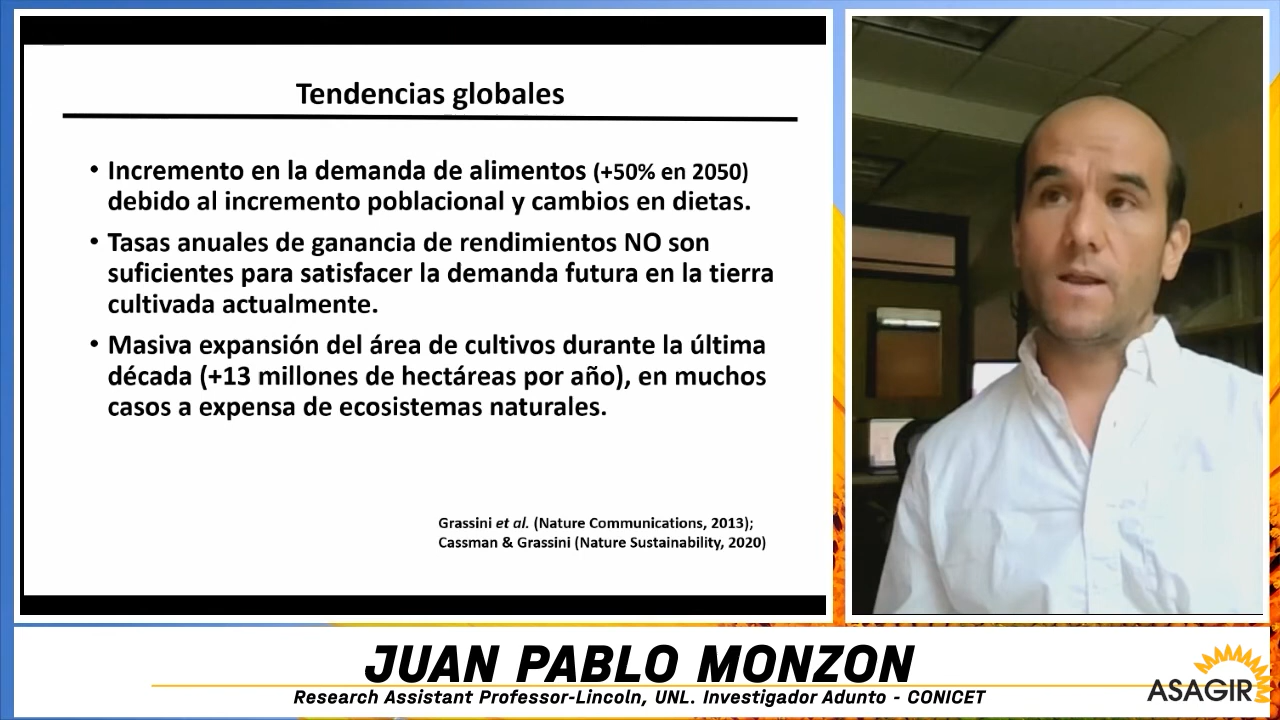 Tendencias globales
• Incremento en la demanda de alimentos (+50% en 2050)
debido al incremento poblacional y cambios en dietas.
• Tasas anuales de ganancia de rendimientos NO son
suficientes para satisfacer la demanda futura en la tierra
cultivada actualmente.
• Masiva expansión del área de cultivos durante la última
década (+13 millones de hectáreas por año), en muchos
casos a expensa de ecosistemas naturales.
Grassini et al. (Nature Communications, 2013);
Cassman & Grassini (Nature Sustainability, 2020)
JUAN PABLO MONZON
Research Assistant Professor-Lincoln, UNL. Investigador Adunto - CONICET
ASAGIR